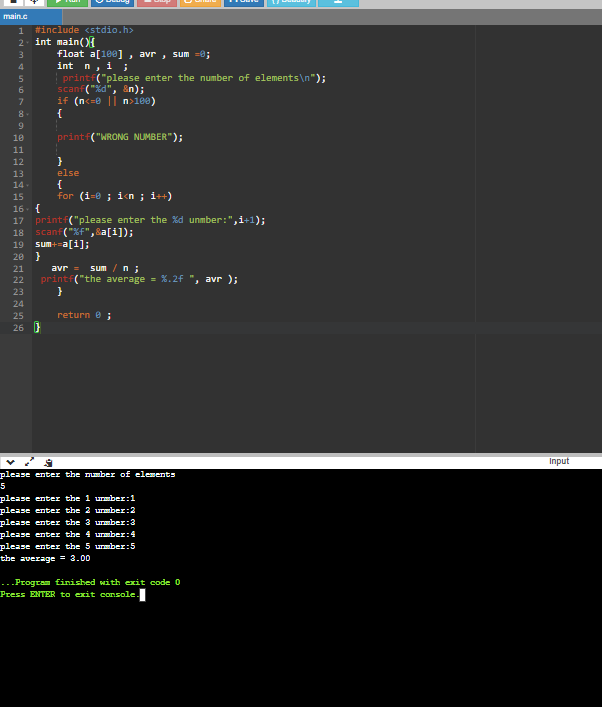 main.c
1 #include <stdio.h>
2 int main(){
3 float a[100] , avr , sum =0;
4 int n , i ;
5 printf("please enter the number of elements\n");
6 scanf("%d", &n);
7 if (n<=0 || n>100)
8 {
9
10 printf("WRONG NUMBER");
11
12 }
13 else
14 {
15 for (i=0 ; i<n ; i++)
16 {
17 printf("please enter the %d unmber:",i+1);
18 scanf("%f",&a[i]);
19 sum+=a[i];
20 }
21 avr = sum / n ;
22 printf("the average = %.2f ", avr );
23 }
24
25 return 0 ;
26 }
input
please enter the number of elements
5
please enter the 1 unmber:1
please enter the 2 unmber:2
please enter the 3 unmber:3
please enter the 4 unmber:4
please enter the 5 unmber:5
the average = 3.00
...Program finished with exit code 0
Press ENTER to exit console.